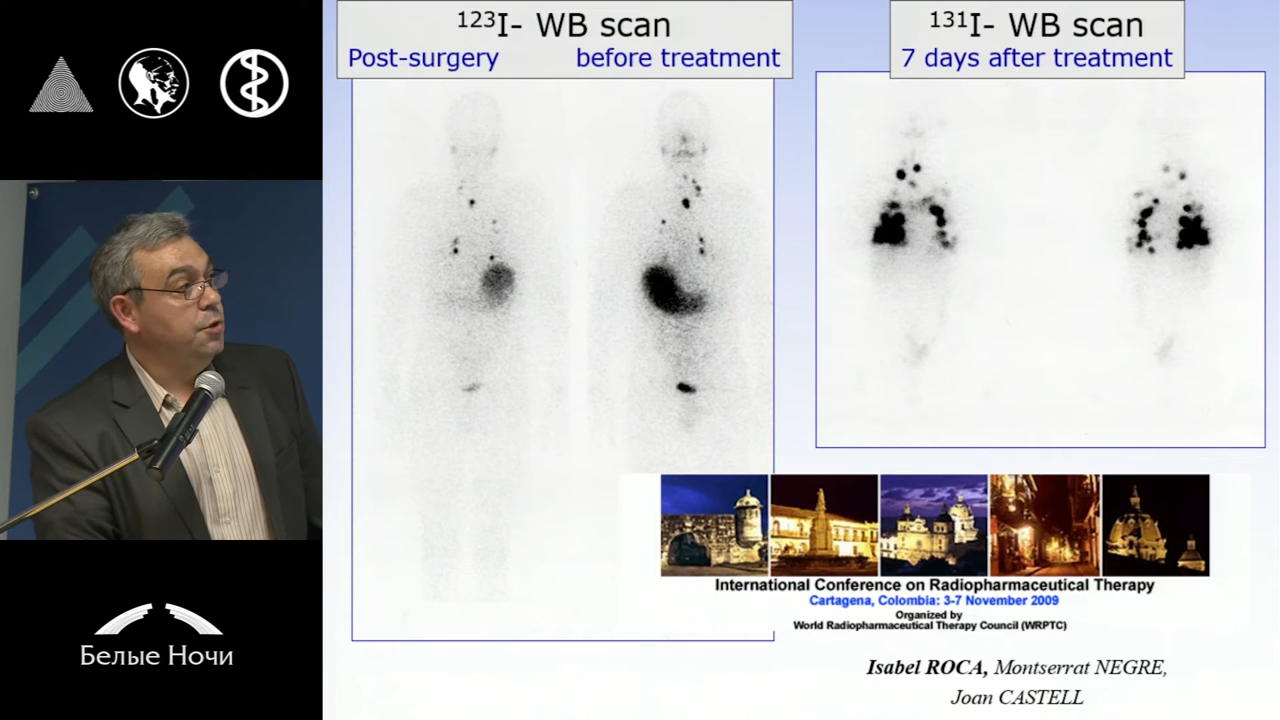 ¹²³I- WB scan
Post-surgery before treatment
¹³¹I- WB scan
7 days after treatment
International Conference on Radiopharmaceutical Therapy
Cartagena, Colombia: 3-7 November 2009
Organized by
World Radiopharmaceutical Therapy Council (WRPTC)
Isabel ROCA, Montserrat NEGRE,
Joan CASTELL
Белые Ночи